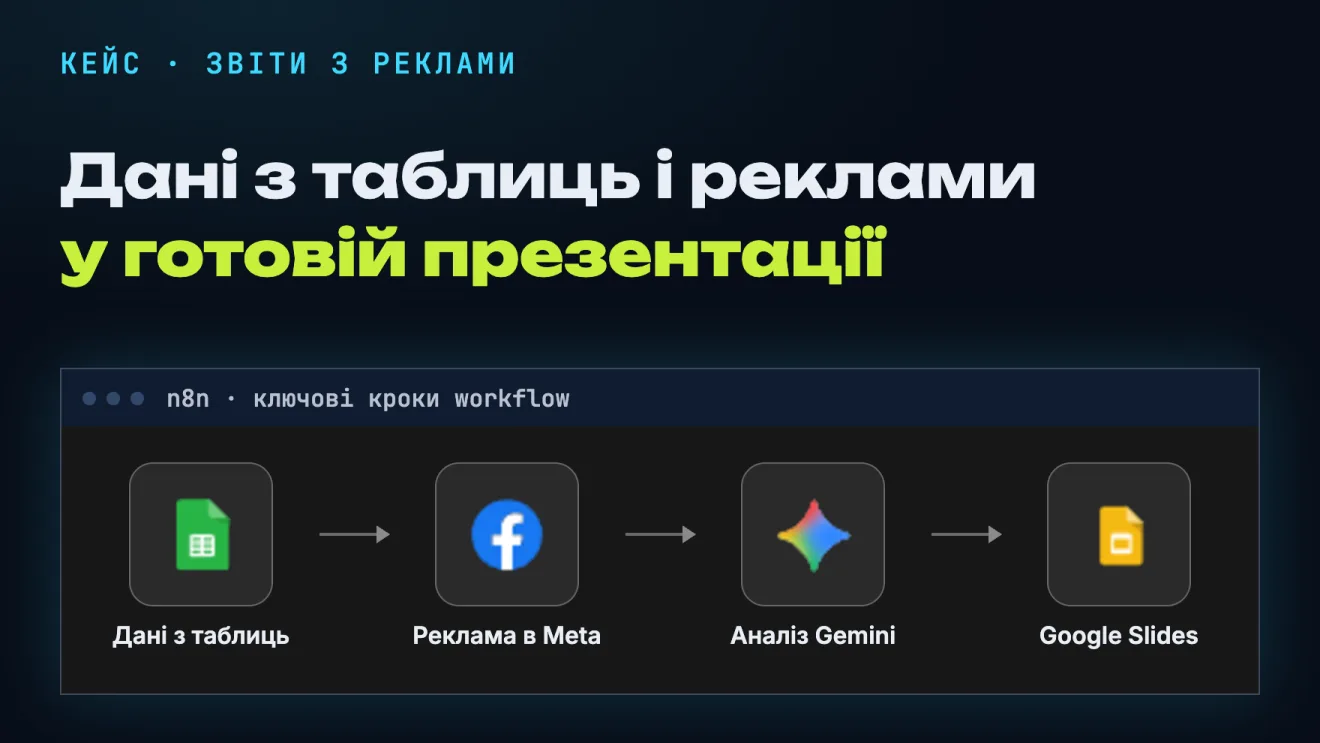 КЕЙС · ЗВІТИ З РЕКЛАМИ
Дані з таблиць і реклами
у готовій презентації
n8n · ключові кроки workflow
Дані з таблиць
Реклама в Meta
Аналіз Gemini
Google Slides